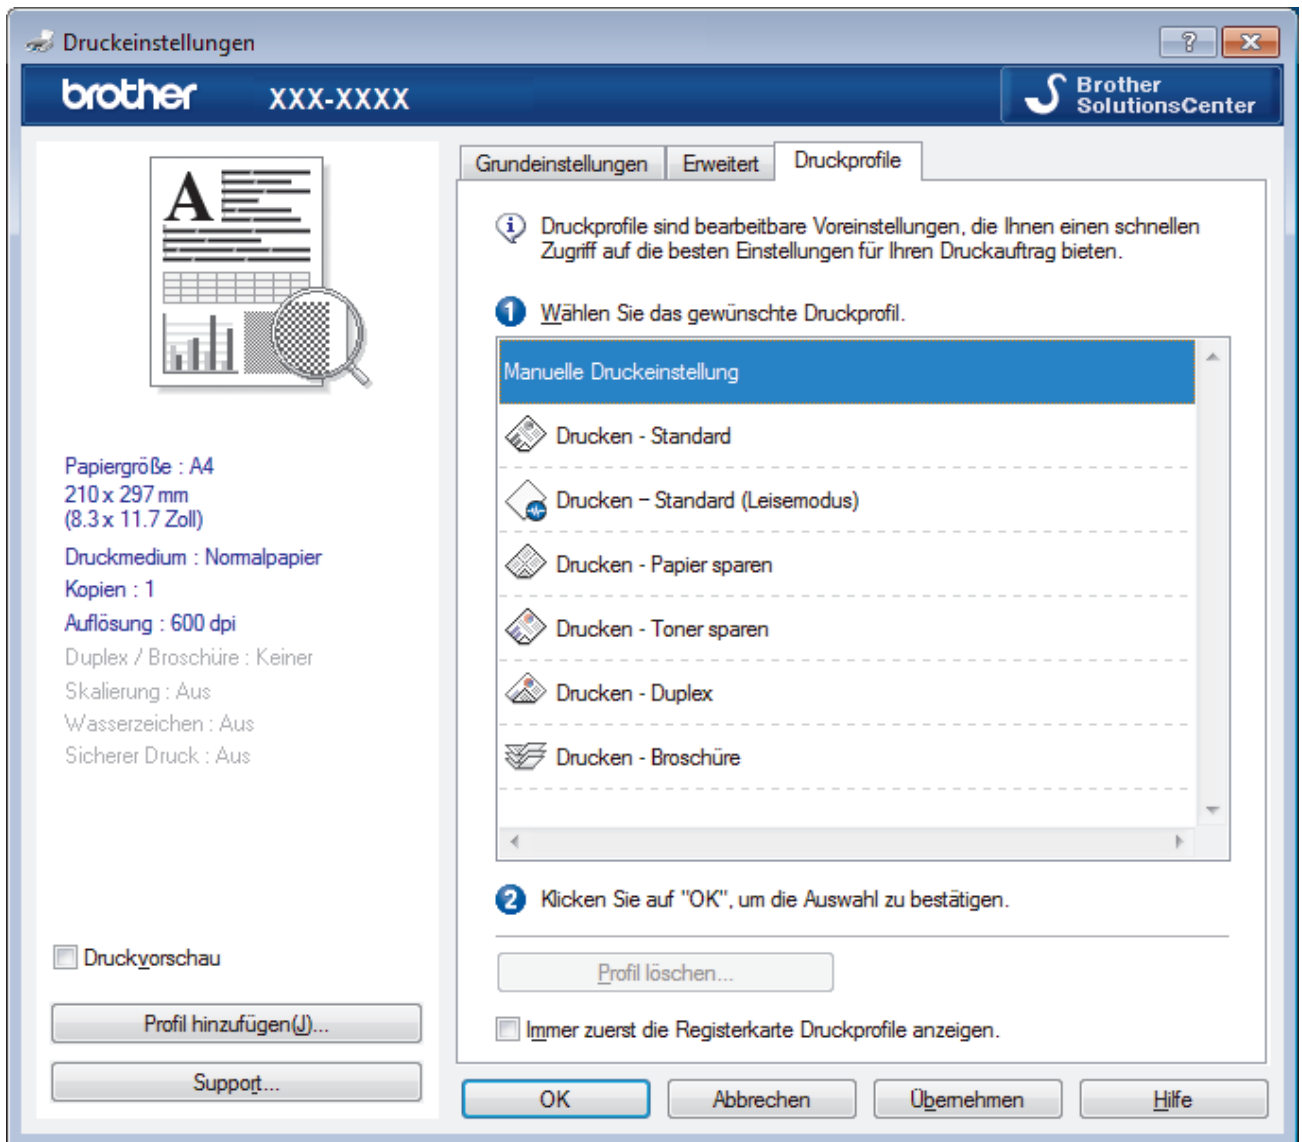 Druckeinstellungen
brother XXX-XXXX
Brother
SolutionsCenter
A
Papiergröße : A4
210 x 297 mm
(8.3 x 11.7 Zoll)
Druckmedium : Normalpapier
Kopien : 1
Auflösung : 600 dpi
Duplex / Broschüre : Keiner
Skalierung : Aus
Wasserzeichen : Aus
Sicherer Druck : Aus
Druckvorschau
Profil hinzufügen(J)...
Support...
Grundeinstellungen Erweitert Druckprofile
Druckprofile sind bearbeitbare Voreinstellungen, die Ihnen einen schnellen
Zugriff auf die besten Einstellungen für Ihren Druckauftrag bieten.
1 Wählen Sie das gewünschte Druckprofil.
Manuelle Druckeinstellung
Drucken - Standard
Drucken – Standard (Leisemodus)
Drucken - Papier sparen
Drucken - Toner sparen
Drucken - Duplex
Drucken - Broschüre
2 Klicken Sie auf "OK", um die Auswahl zu bestätigen.
Profil löschen...
Immer zuerst die Registerkarte Druckprofile anzeigen.
OK Abbrechen Übernehmen Hilfe